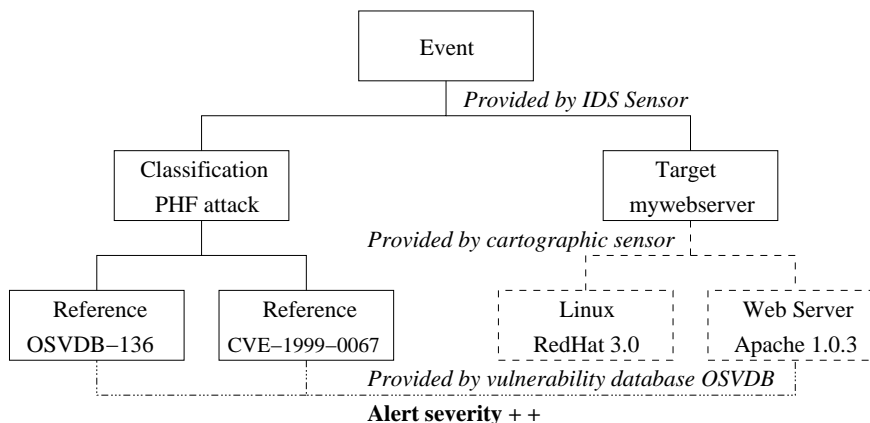 Event
Provided by IDS Sensor
Classification
PHF attack
Target
mywebserver
Provided by cartographic sensor
Reference
OSVDB−136
Reference
CVE−1999−0067
Linux
RedHat 3.0
Web Server
Apache 1.0.3
Provided by vulnerability database OSVDB
Alert severity + +